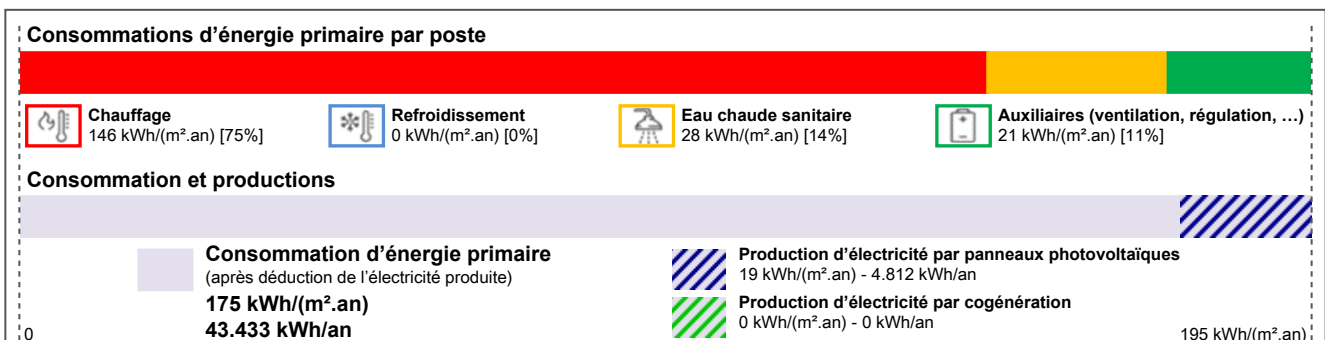 Consommations d'énergie primaire par poste
Chauffage
146 kWh/(m².an) [75%]
Refroidissement
0 kWh/(m².an) [0%]
Eau chaude sanitaire
28 kWh/(m².an) [14%]
Auxiliaires (ventilation, régulation, …)
21 kWh/(m².an) [11%]
Consommation et productions
Consommation d'énergie primaire
(après déduction de l'électricité produite)
175 kWh/(m².an)
43.433 kWh/an
Production d'électricité par panneaux photovoltaïques
19 kWh/(m².an) - 4.812 kWh/an
Production d'électricité par cogénération
0 kWh/(m².an) - 0 kWh/an
0
195 kWh/(m².an)